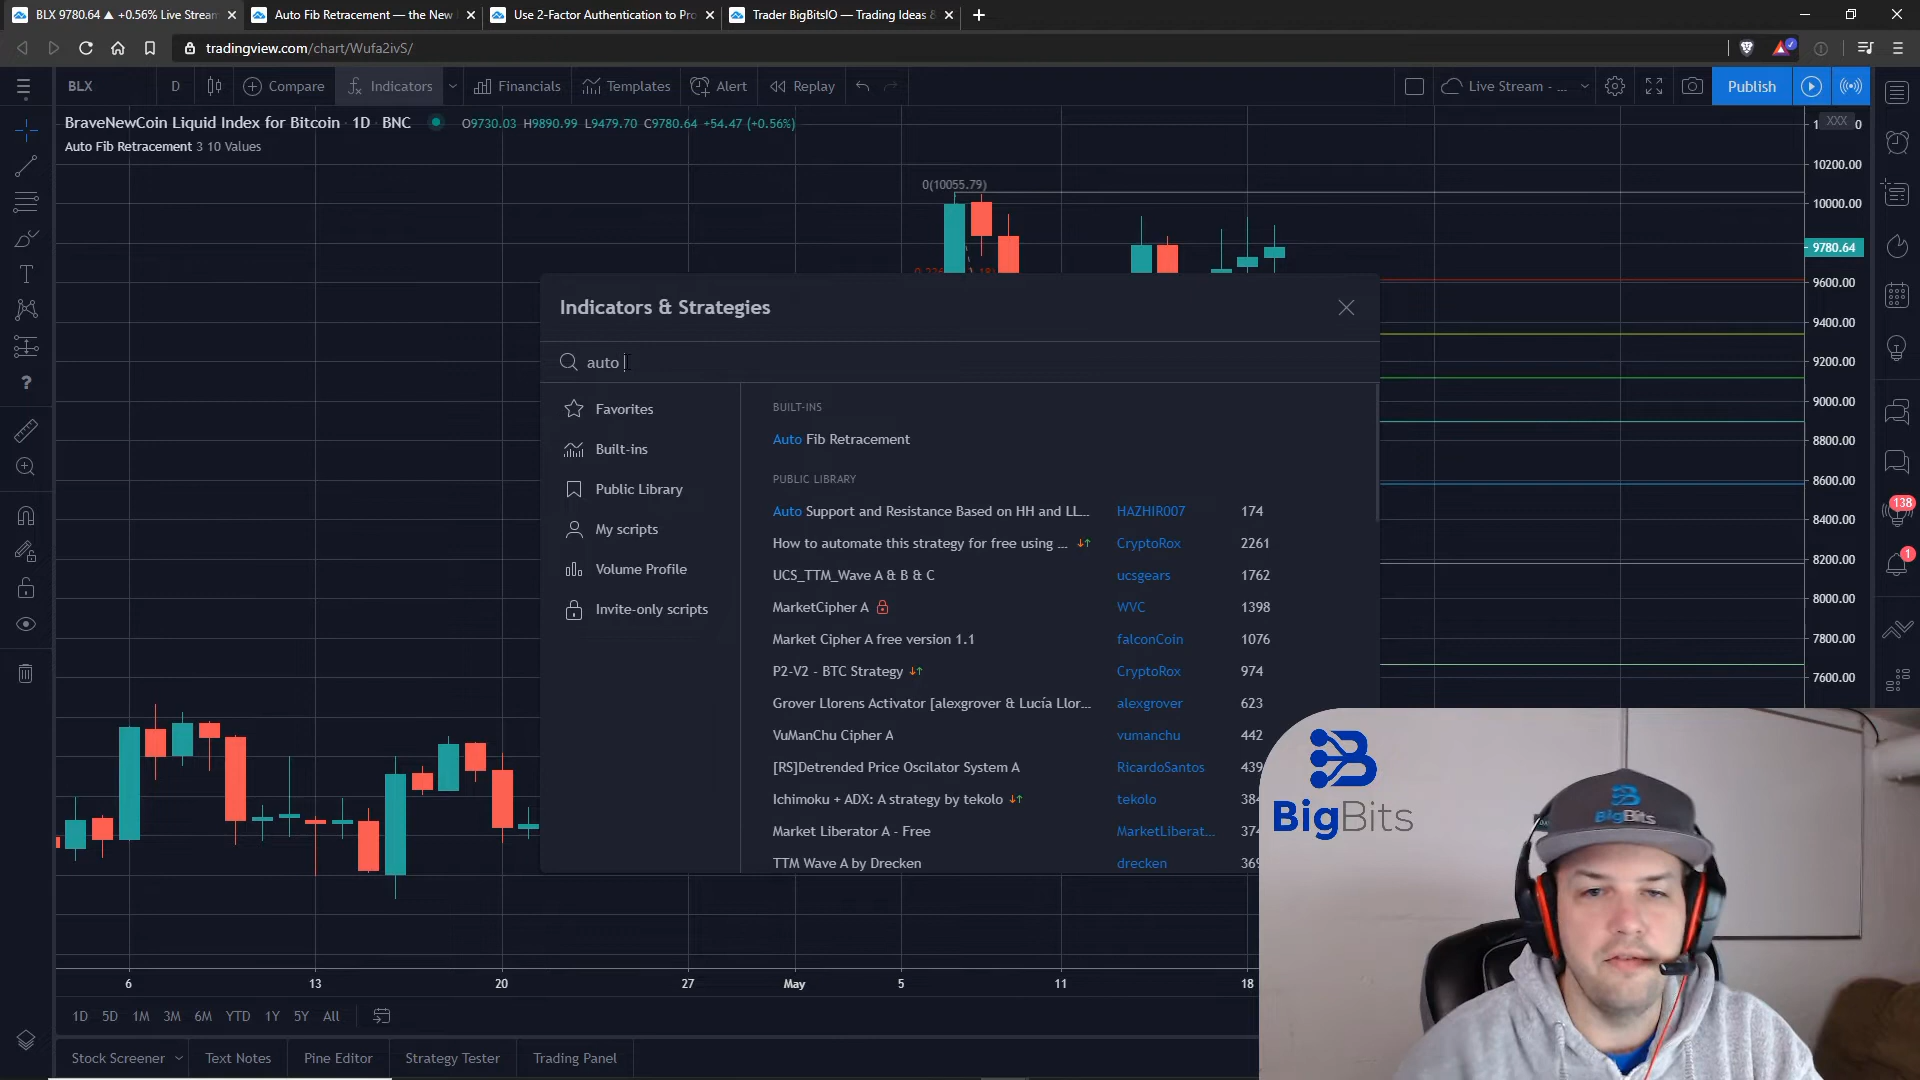 BLX 9780.64 ▲ +0.56% Live Stream
Auto Fib Retracement — the New
Use 2-Factor Authentication to Pro
Trader BigBitsIO — Trading Ideas &
tradingview.com/chart/Wufa2ivS/
BLX
D
Compare
Indicators
Financials
Templates
Alert
Replay
Live Stream - ...
Publish
BraveNewCoin Liquid Index for Bitcoin · 1D · BNC
O9730.03 H9890.99 L9479.70 C9780.64 +54.47 (+0.56%)
Auto Fib Retracement 3 10 Values
XXX
0(10055.79)
10200.00
10000.00
9780.64
9600.00
9400.00
9200.00
9000.00
8800.00
8600.00
8400.00
8200.00
8000.00
7800.00
7600.00
138
1
Indicators & Strategies
auto
Favorites
Built-ins
Public Library
My scripts
Volume Profile
Invite-only scripts
BUILT-INS
Auto Fib Retracement
PUBLIC LIBRARY
Auto Support and Resistance Based on HH and LL... HAZHIR007 174
How to automate this strategy for free using ... CryptoRox 2261
UCS_TTM_Wave A & B & C ucsgears 1762
MarketCipher A WVC 1398
Market Cipher A free version 1.1 falconCoin 1076
P2-V2 - BTC Strategy CryptoRox 974
Grover Llorens Activator [alexgrover & Lucía Llor... alexgrover 623
VuManChu Cipher A vumanchu 442
[RS]Detrended Price Oscilator System A RicardoSantos 439
Ichimoku + ADX: A strategy by tekolo tekolo 384
Market Liberator A - Free MarketLiberat... 374
TTM Wave A by Drecken drecken 369
BigBits
BigBits
6
13
20
27
May
5
11
18
1D
5D
1M
3M
6M
YTD
1Y
5Y
All
Stock Screener
Text Notes
Pine Editor
Strategy Tester
Trading Panel